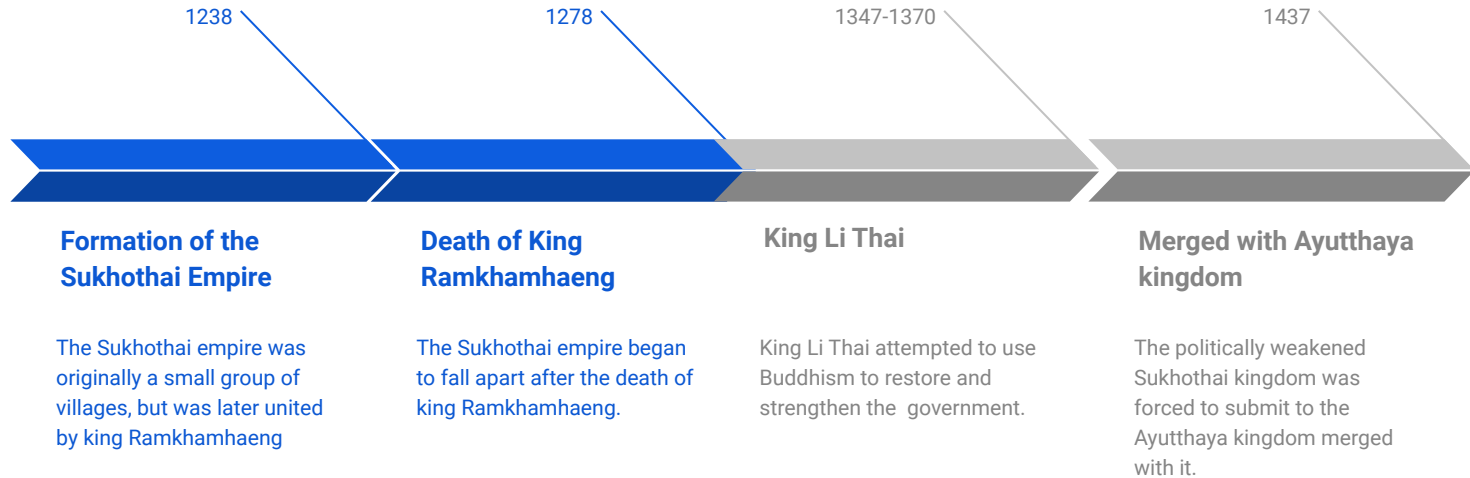 1238
1278
1347-1370
1437
Formation of the
Sukhothai Empire
The Sukhothai empire was
originally a small group of
villages, but was later united
by king Ramkhamhaeng
Death of King
Ramkhamhaeng
The Sukhothai empire began
to fall apart after the death of
king Ramkhamhaeng.
King Li Thai
King Li Thai attempted to use
Buddhism to restore and
strengthen the  government.
Merged with Ayutthaya
kingdom
The politically weakened
Sukhothai kingdom was
forced to submit to the
Ayutthaya kingdom merged
with it.